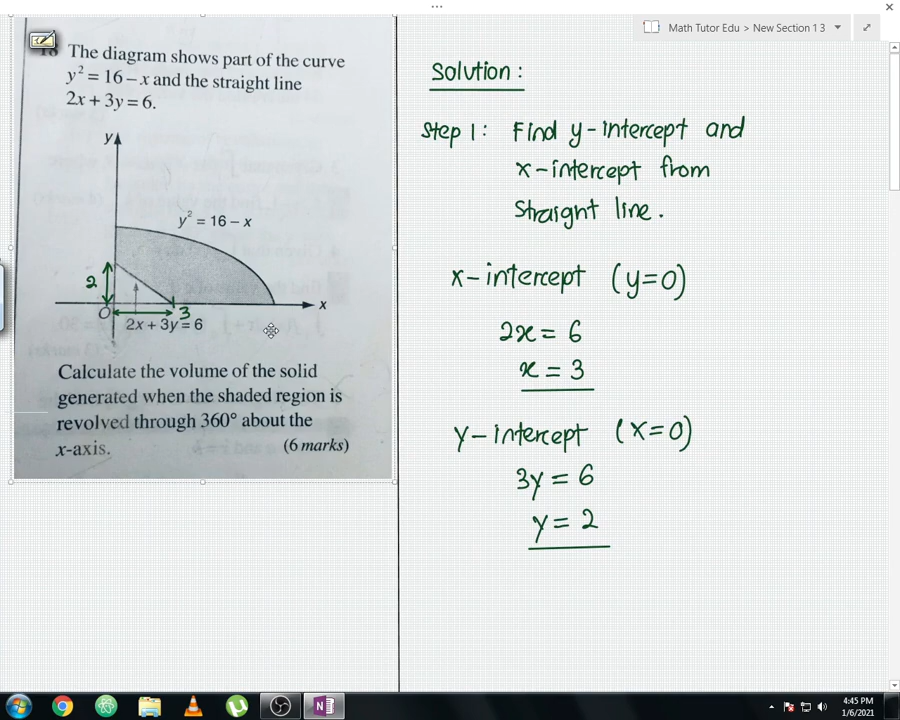 Math Tutor Edu > New Section 13
18 The diagram shows part of the curve
y² = 16 – x and the straight line
2x + 3y = 6.
y
y² = 16 – x
2
O
3
x
2x + 3y = 6
Calculate the volume of the solid
generated when the shaded region is
revolved through 360° about the
x-axis. (6 marks)
Solution :
Step 1 : Find y-intercept and
x-intercept from
Straight line.
x-intercept (y=0)
2x = 6
x = 3
y-intercept (x=0)
3y = 6
y = 2
4:45 PM
1/6/2021